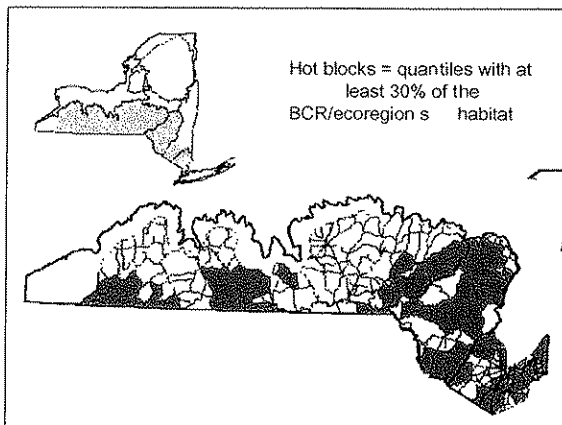 Hot blocks = quantiles with at
least 30% of the
BCR/ecoregion s habitat